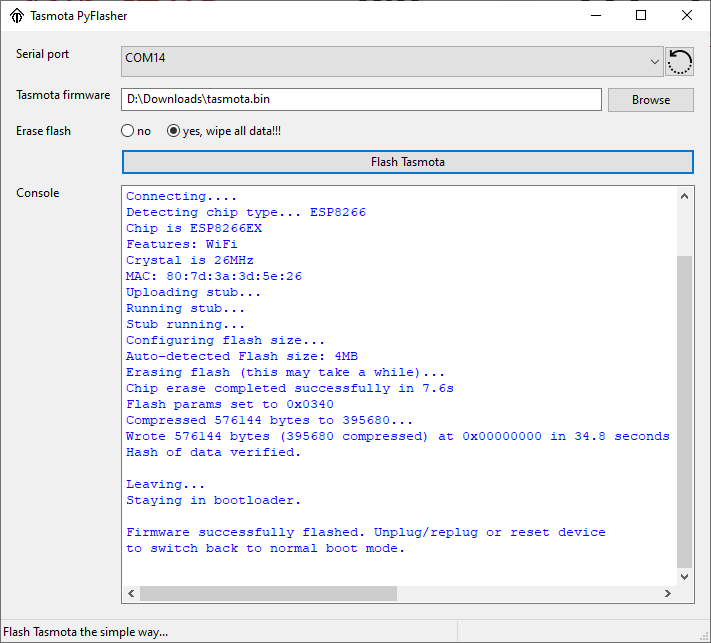 Tasmota PyFlasher
Serial port
COM14
Tasmota firmware
D:\Downloads\tasmota.bin
Browse
Erase flash
no
yes, wipe all data!!!
Flash Tasmota
Console
Connecting....
Detecting chip type... ESP8266
Chip is ESP8266EX
Features: WiFi
Crystal is 26MHz
MAC: 80:7d:3a:3d:5e:26
Uploading stub...
Running stub...
Stub running...
Configuring flash size...
Auto-detected Flash size: 4MB
Erasing flash (this may take a while)...
Chip erase completed successfully in 7.6s
Flash params set to 0x0340
Compressed 576144 bytes to 395680...
Wrote 576144 bytes (395680 compressed) at 0x00000000 in 34.8 seconds
Hash of data verified.
Leaving...
Staying in bootloader.
Firmware successfully flashed. Unplug/replug or reset device
to switch back to normal boot mode.
Flash Tasmota the simple way...